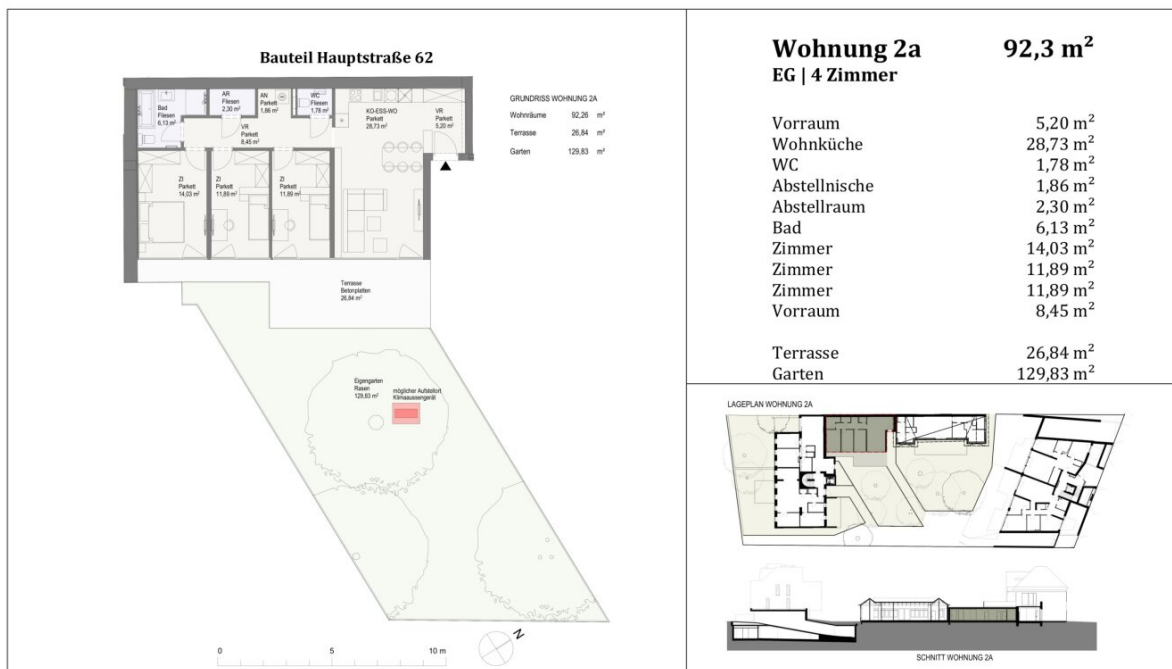 Bauteil Hauptstraße 62
Bad
Fliesen
6,13 m²
AR
Fliesen
2,30 m²
AN
Parkett
1,86 m²
WC
Fliesen
1,78 m²
KO-ESS-WO
Parkett
28,73 m²
VR
Parkett
5,20 m²
VR
Parkett
8,45 m²
ZI
Parkett
14,03 m²
ZI
Parkett
11,89 m²
ZI
Parkett
11,89 m²
Terrasse
Betonplatten
26,84 m²
Eigengarten
Rasen
129,83 m²
möglicher Aufstellort
Klimaaussengerät
0 5 10 m
N
GRUNDRISS WOHNUNG 2A
Wohnräume 92,26 m²
Terrasse 26,84 m²
Garten 129,83 m²
Wohnung 2a 92,3 m²
EG | 4 Zimmer
Vorraum 5,20 m²
Wohnküche 28,73 m²
WC 1,78 m²
Abstellnische 1,86 m²
Abstellraum 2,30 m²
Bad 6,13 m²
Zimmer 14,03 m²
Zimmer 11,89 m²
Zimmer 11,89 m²
Vorraum 8,45 m²
Terrasse 26,84 m²
Garten 129,83 m²
LAGEPLAN WOHNUNG 2A
SCHNITT WOHNUNG 2A